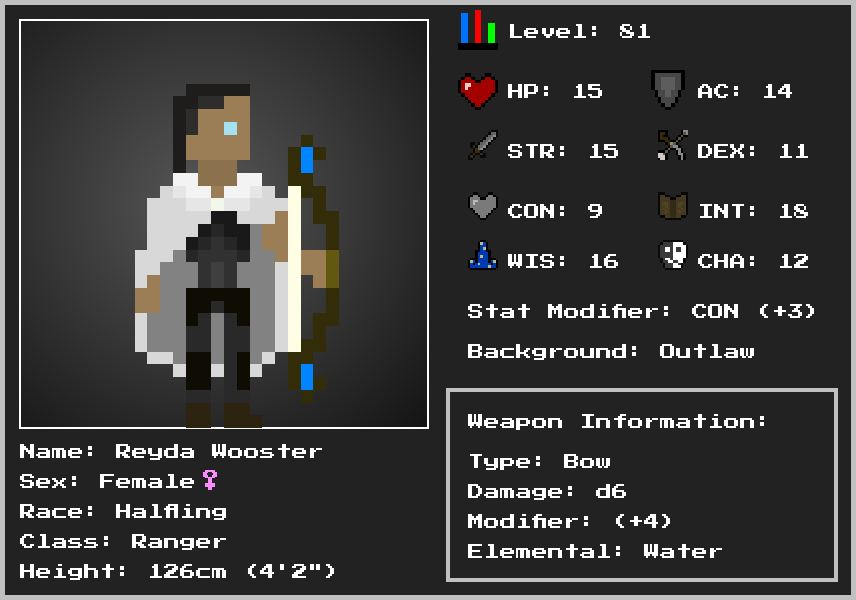 Level: 81
HP: 15 AC: 14
STR: 15 DEX: 11
CON: 9 INT: 18
WIS: 16 CHA: 12
Stat Modifier: CON (+3)
Background: Outlaw
Weapon Information:
Type: Bow
Damage: d6
Modifier: (+4)
Elemental: Water
Name: Reyda Wooster
Sex: Female♀
Race: Halfling
Class: Ranger
Height: 126cm (4'2")